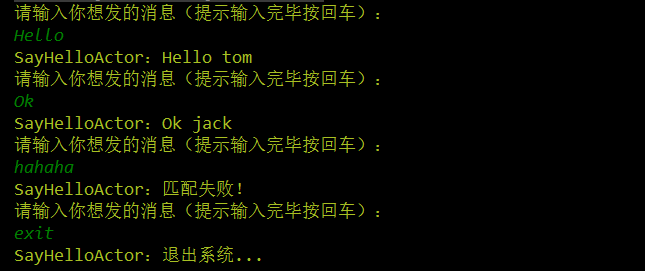 请输入你想发的消息（提示输入完毕按回车）：
Hello
SayHelloActor：Hello tom
请输入你想发的消息（提示输入完毕按回车）：
Ok
SayHelloActor：Ok jack
请输入你想发的消息（提示输入完毕按回车）：
hahaha
SayHelloActor：匹配失败！
请输入你想发的消息（提示输入完毕按回车）：
exit
SayHelloActor：退出系统...